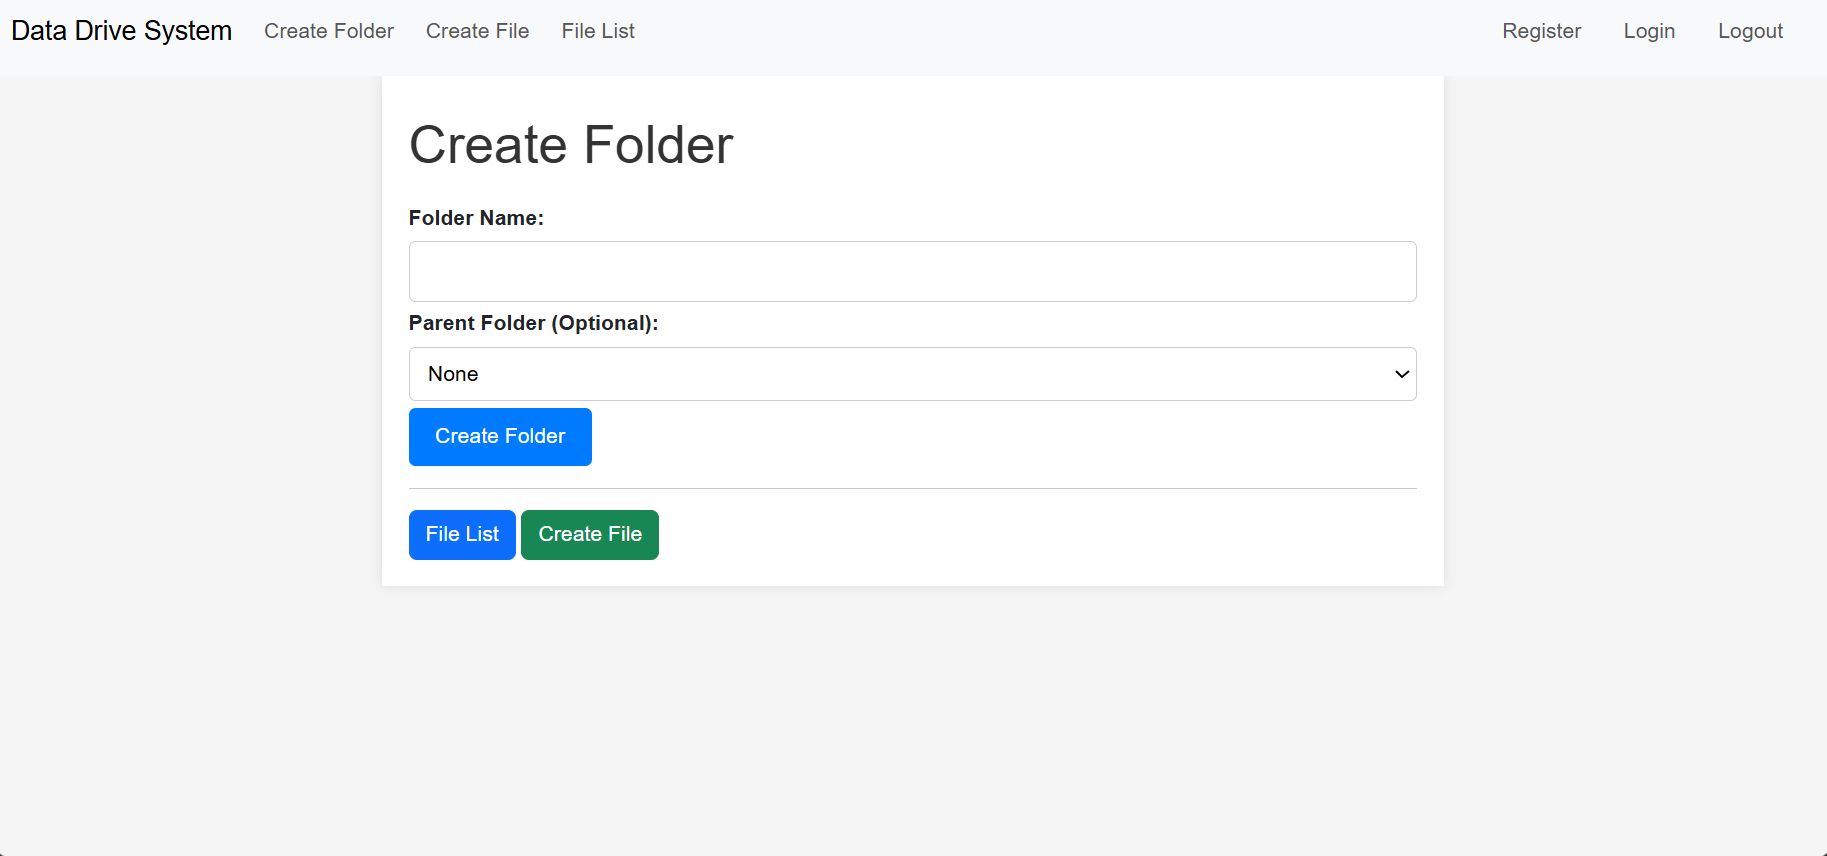 Data Drive System Create Folder Create File File List Register Login Logout
Create Folder
Folder Name:
Parent Folder (Optional):
None
Create Folder
File List Create File